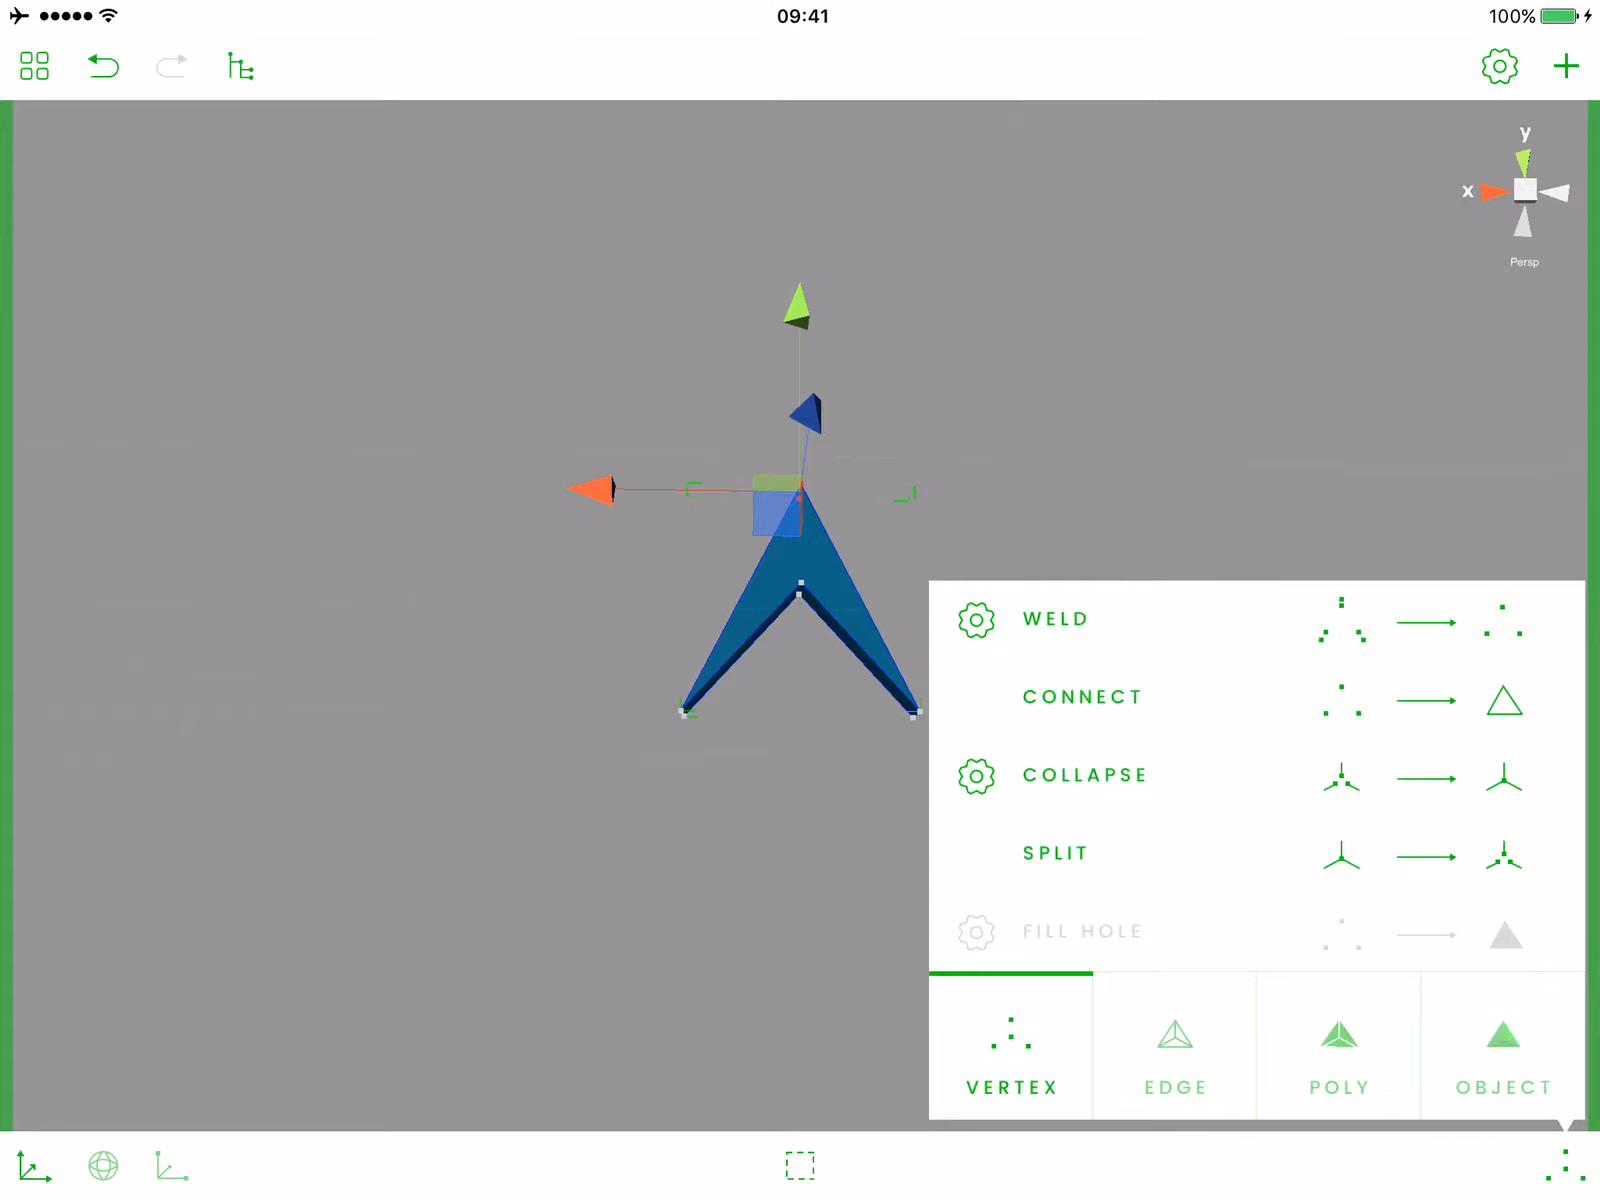 09:41
100%
y
x
Persp
WELD
CONNECT
COLLAPSE
SPLIT
FILL HOLE
VERTEX
EDGE
POLY
OBJECT